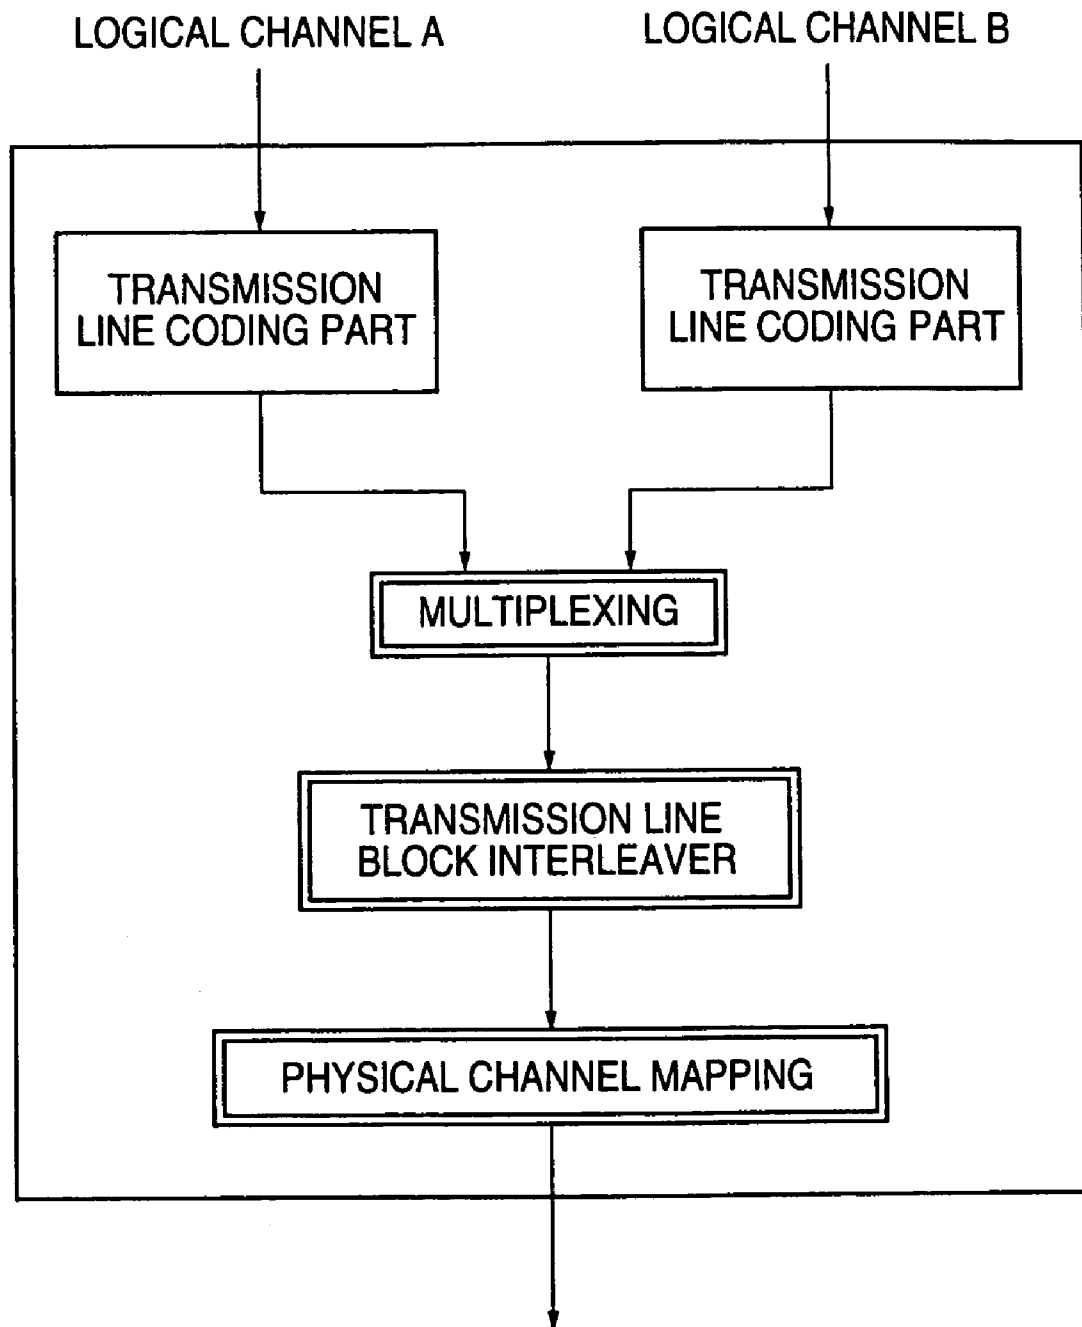 LOGICAL CHANNEL A
LOGICAL CHANNEL B
TRANSMISSION
LINE CODING PART
TRANSMISSION
LINE CODING PART
MULTIPLEXING
TRANSMISSION LINE
BLOCK INTERLEAVER
PHYSICAL CHANNEL MAPPING